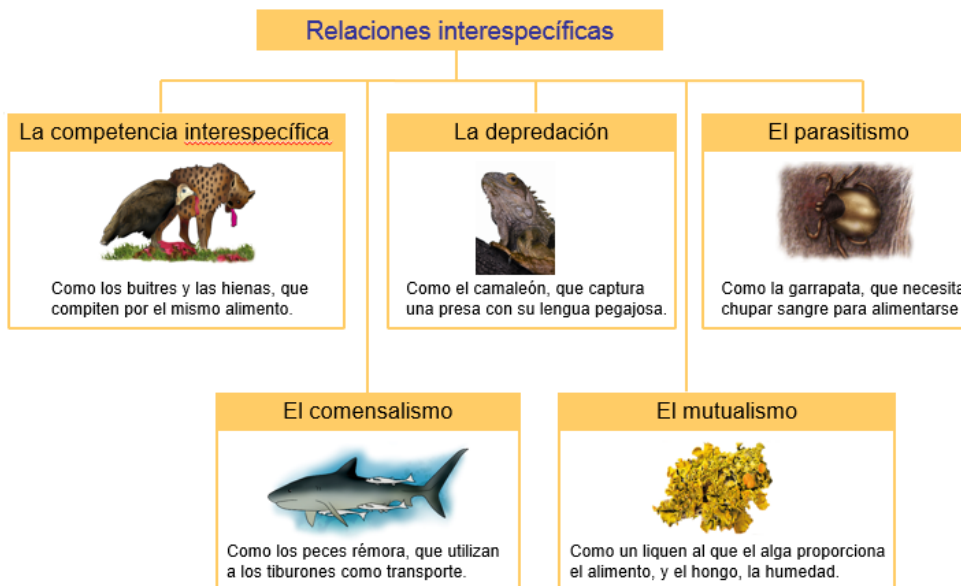 Relaciones interespecíficas
La competencia interespecífica
Como los buitres y las hienas, que
compiten por el mismo alimento.
La depredación
Como el camaleón, que captura
una presa con su lengua pegajosa.
El parasitismo
Como la garrapata, que necesita
chupar sangre para alimentarse
El comensalismo
Como los peces rémora, que utilizan
a los tiburones como transporte.
El mutualismo
Como un liquen al que el alga proporciona
el alimento, y el hongo, la humedad.